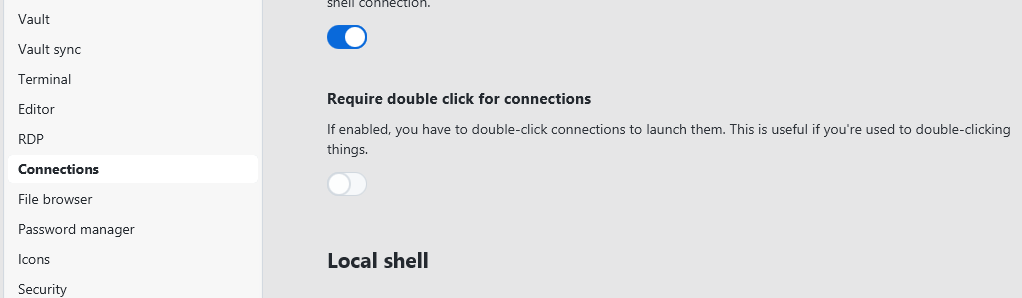 Vault
Vault sync
Terminal
Editor
RDP
Connections
File browser
Password manager
Icons
Security
shell connection.
Require double click for connections
If enabled, you have to double-click connections to launch them. This is useful if you're used to double-clicking
things.
Local shell